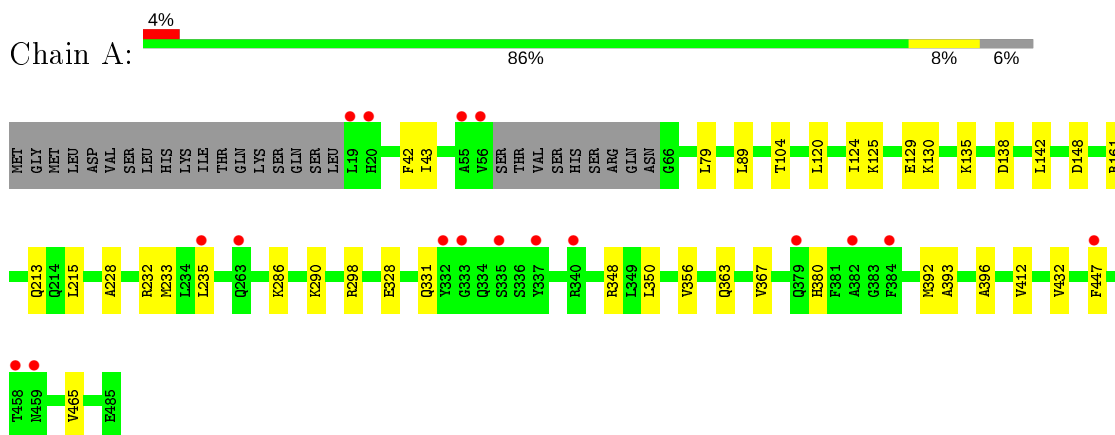 4%
Chain A:
86% 8% 6%
MET GLY MET LEU ASP VAL SER LEU HIS LYS ILE THR GLN LYS SER GLN SER LEU L19 H20 F42 I43 A55 V56 SER THR VAL SER HIS SER ARG GLN ASN G66 L79 L89 T104 L120 I124 K125 E129 K130 K135 D138 L142 D148
Q213 Q214 L215 A228 R232 M233 L234 L235 Q263 K286 K290 R298 E328 Q331 Y332 G333 Q334 S335 S336 Y337 R340 R348 L349 L350 V356 Q363 V367 Q379 H380 F381 A382 G383 F384 M392 A393 A396 V412 V432 F447
T458 N459 V465 E485